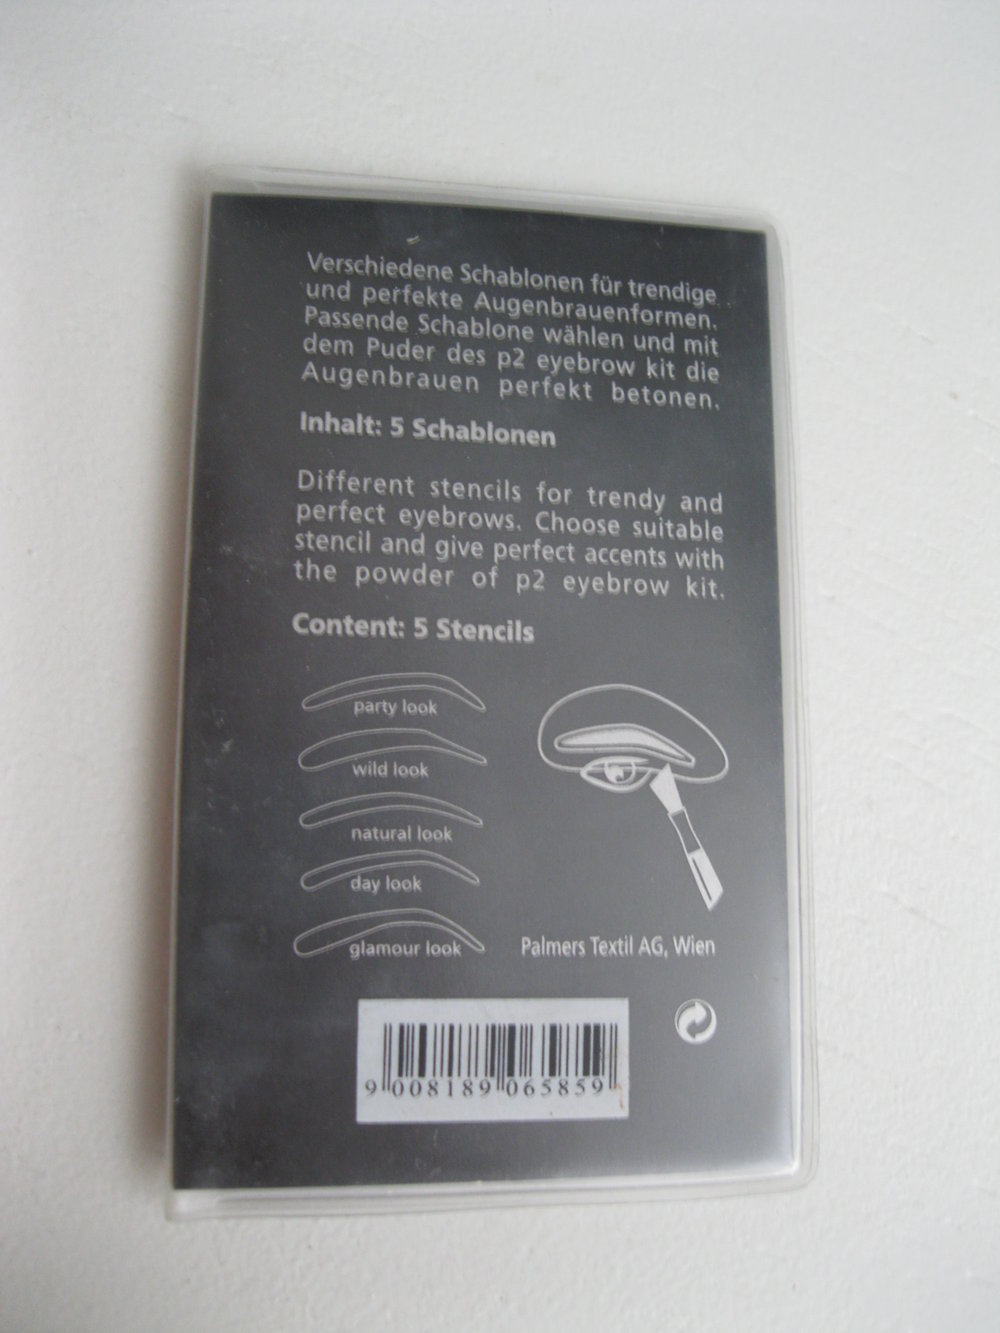 Verschiedene Schablonen für trendige
und perfekte Augenbrauenformen.
Passende Schablone wählen und mit
dem Puder des p2 eyebrow kit die
Augenbrauen perfekt betonen.
Inhalt: 5 Schablonen
Different stencils for trendy and
perfect eyebrows. Choose suitable
stencil and give perfect accents with
the powder of p2 eyebrow kit.
Content: 5 Stencils
party look
wild look
natural look
day look
glamour look
Palmers Textil AG, Wien
9 008189 065859